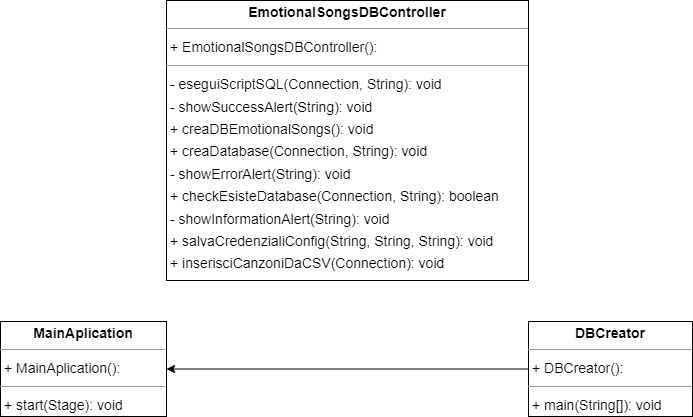 EmotionalSongsDBController
+ EmotionalSongsDBController():
- eseguiScriptSQL(Connection, String): void
- showSuccessAlert(String): void
+ creaDBEmotionalSongs(): void
+ creaDatabase(Connection, String): void
- showErrorAlert(String): void
+ checkEsisteDatabase(Connection, String): boolean
- showInformationAlert(String): void
+ salvaCredenzialiConfig(String, String, String): void
+ inserisciCanzoniDaCSV(Connection): void
MainAplication
+ MainAplication():
+ start(Stage): void
DBCreator
+ DBCreator():
+ main(String[]): void